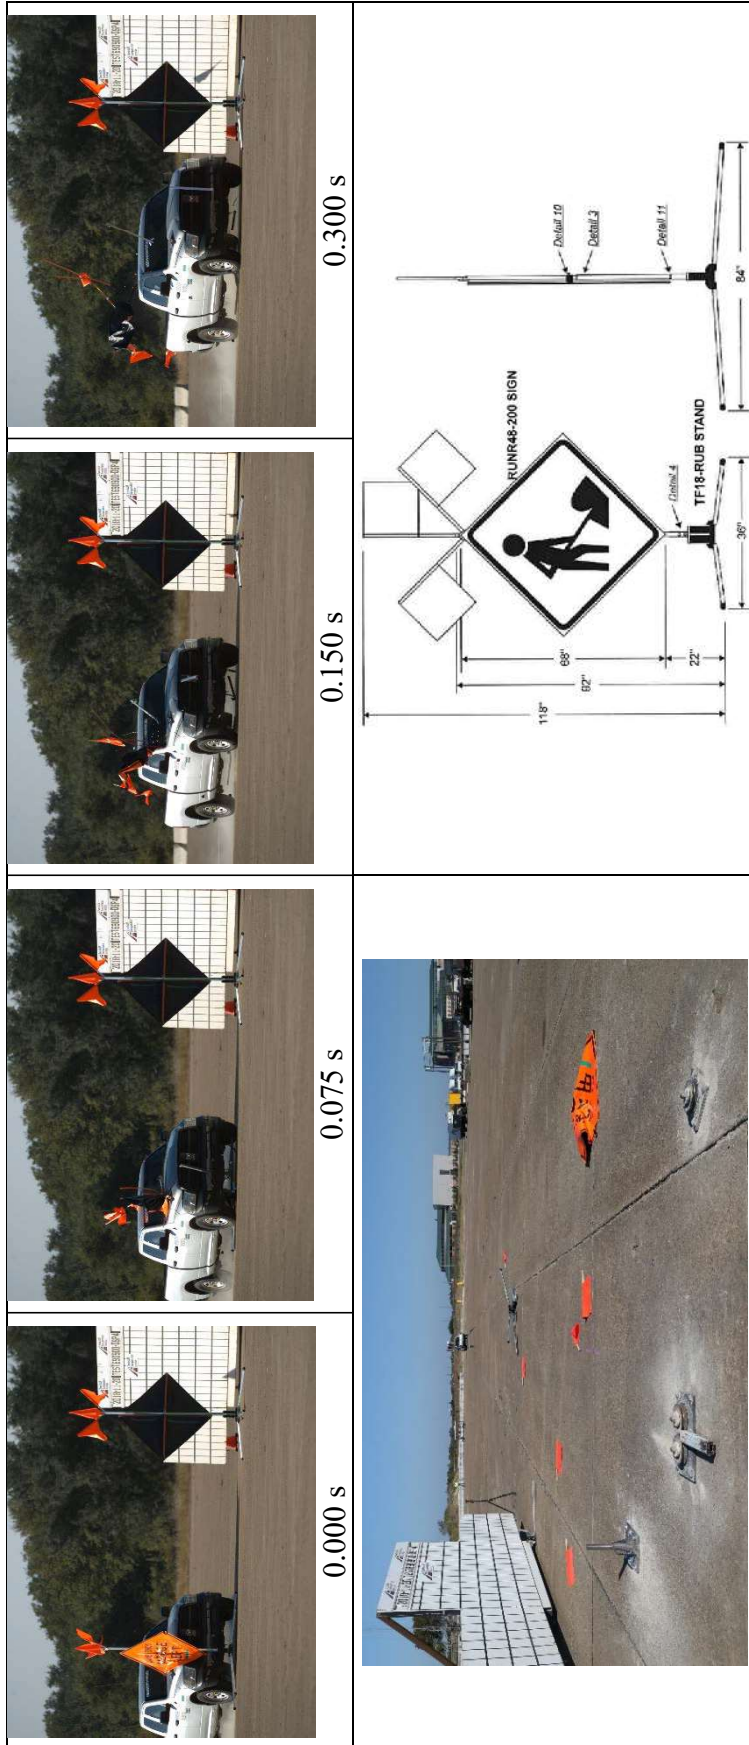 0.000 s
0.075 s
0.150 s
0.300 s
118"
92"
68"
22"
RUNR48-200 SIGN
Detail 4
TF18-RUB STAND
36"
Detail 10
Detail 3
Detail 11
84"